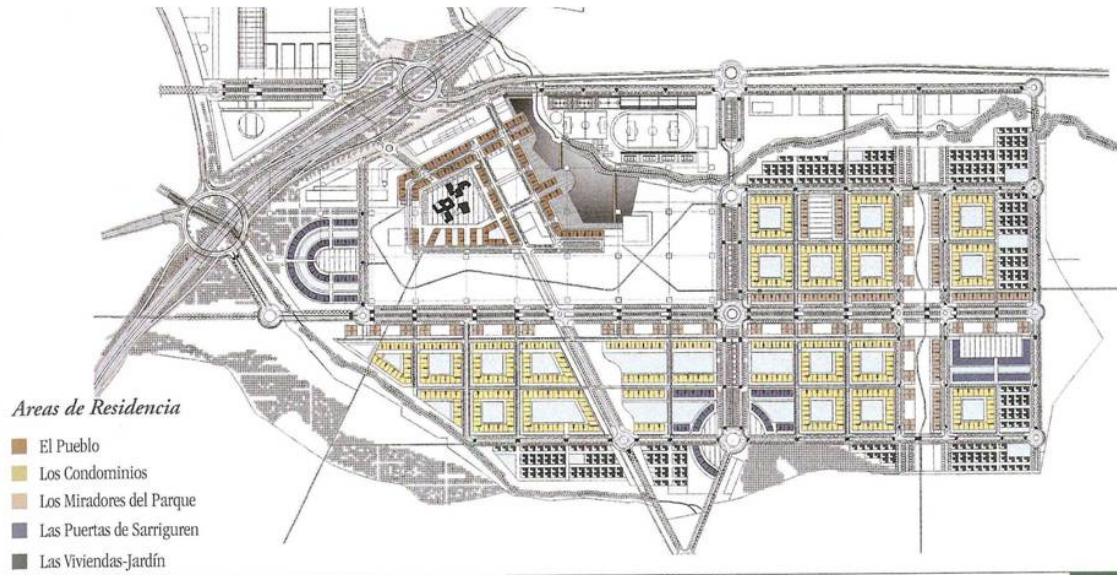 Areas de Residencia
El Pueblo
Los Condominios
Los Miradores del Parque
Las Puertas de Sarriguren
Las Viviendas-Jardín